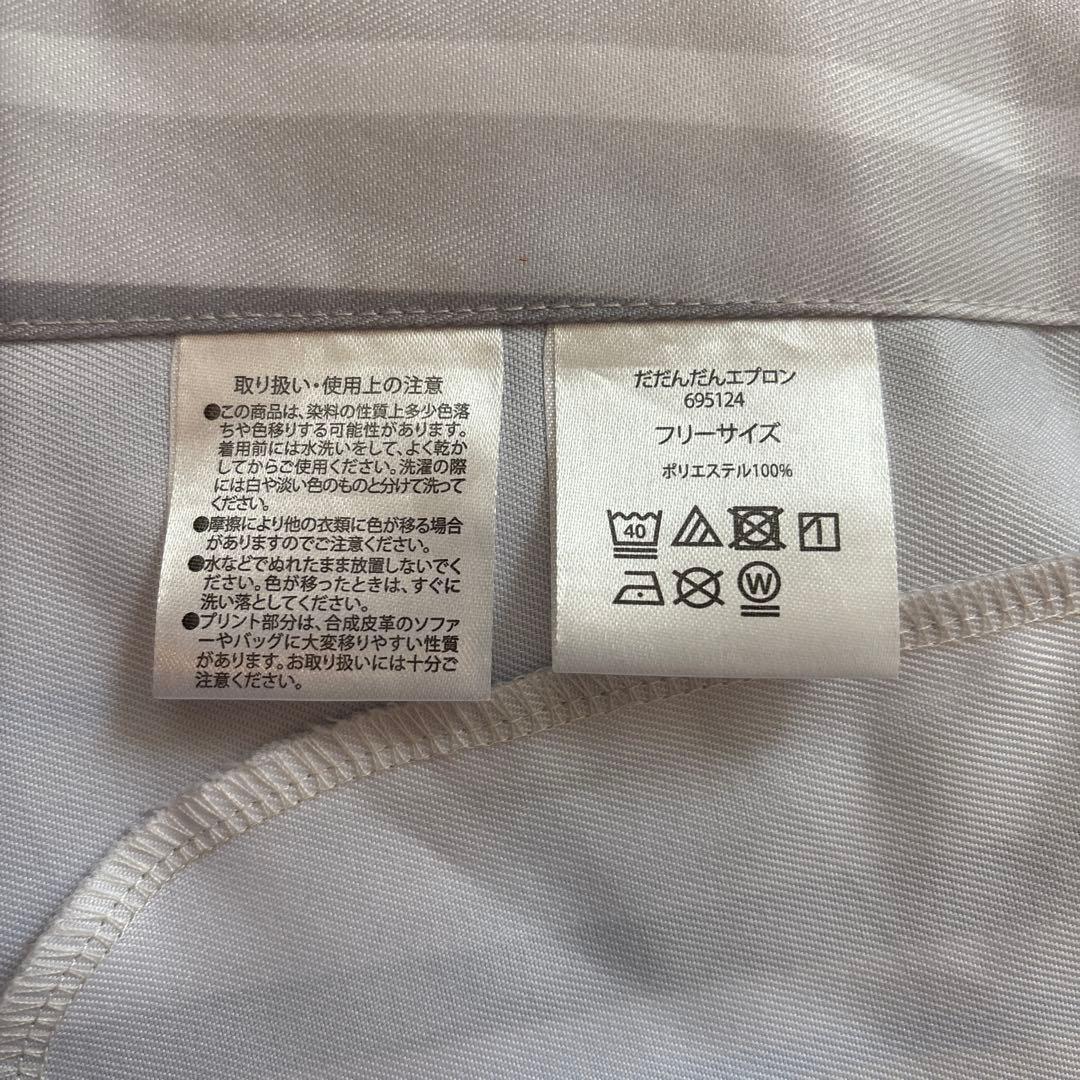 取り扱い・使用上の注意
●この商品は、染料の性質上多少色落
ちや色移りする可能性があります。
着用前には水洗いをして、よく乾か
してからご使用ください。洗濯の際
には白や淡い色のものと分けて洗って
ください。
●摩擦により他の衣類に色が移る場合
がありますのでご注意ください。
●水などでぬれたまま放置しないでく
ださい。色が移ったときは、すぐに
洗い落としてください。
●プリント部分は、合成皮革のソファ
ーやバッグに大変移りやすい性質
があります。お取り扱いには十分ご
注意ください。
だだんだんエプロン
695124
フリーサイズ
ポリエステル100%
40
W